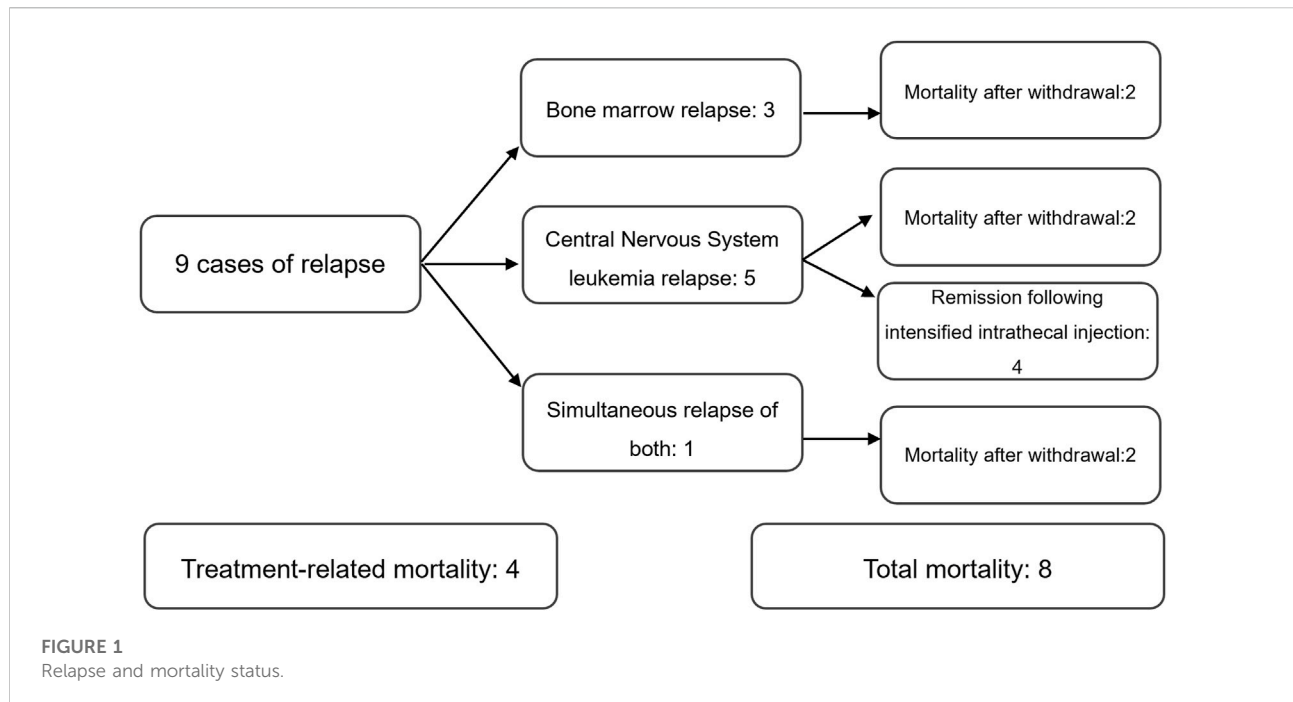 Bone marrow relapse: 3
Mortality after withdrawal:2
9 cases of relapse
Central Nervous System
leukemia relapse: 5
Mortality after withdrawal:2
Remission following
intensified intrathecal injection:
4
Simultaneous relapse of
both: 1
Mortality after withdrawal:2
Treatment-related mortality: 4
Total mortality: 8
FIGURE 1
Relapse and mortality status.